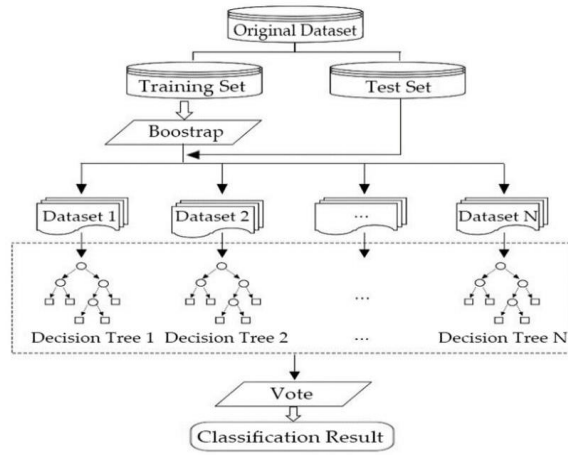 Original Dataset
Training Set
Test Set
Boostrap
Dataset 1
Dataset 2
...
Dataset N
Decision Tree 1
Decision Tree 2
...
...
Decision Tree N
Vote
Classification Result